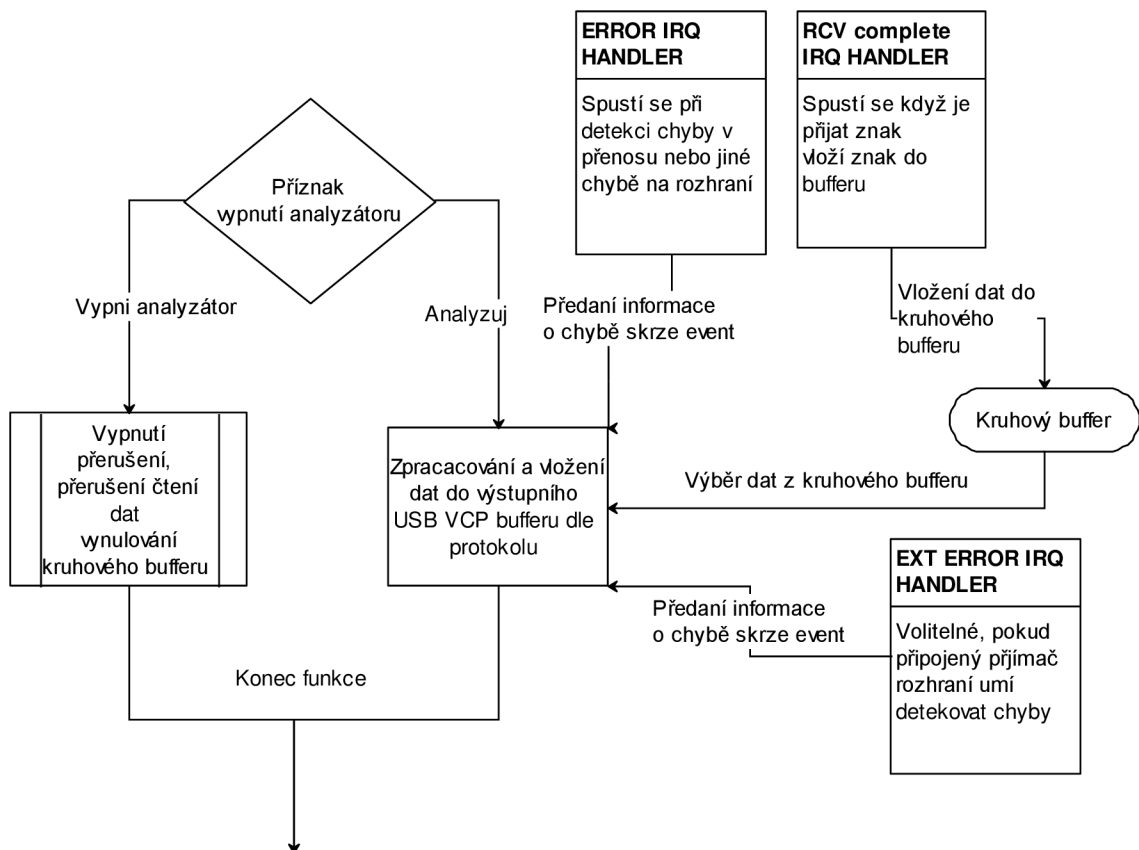 ERROR IRQ
HANDLER
Spustí se při
detekci chyby v
přenosu nebo jiné
chybě na rozhraní
RCV complete
IRQ HANDLER
Spustí se když je
přijat znak
vloží znak do
bufferu
Příznak
vypnutí analyzátoru
Vypni analyzátor
Analyzuj
Předaní informace
o chybě skrze event
Vložení dat do
kruhového
bufferu
Kruhový buffer
Vypnutí
přerušení,
přerušení čtení
dat
vynulování
kruhového bufferu
Zpracacování a vložení
dat do výstupního
USB VCP bufferu dle
protokolu
Výběr dat z kruhového bufferu
EXT ERROR IRQ
HANDLER
Volitelné, pokud
připojený přjímač
rozhraní umí
detekovat chyby
Předaní informace
o chybě skrze event
Konec funkce